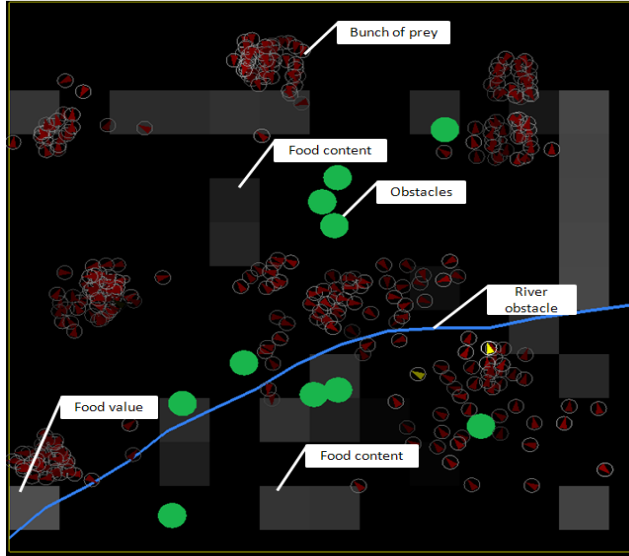 Bunch of prey
Food content
Obstacles
River
obstacle
Food value
Food content